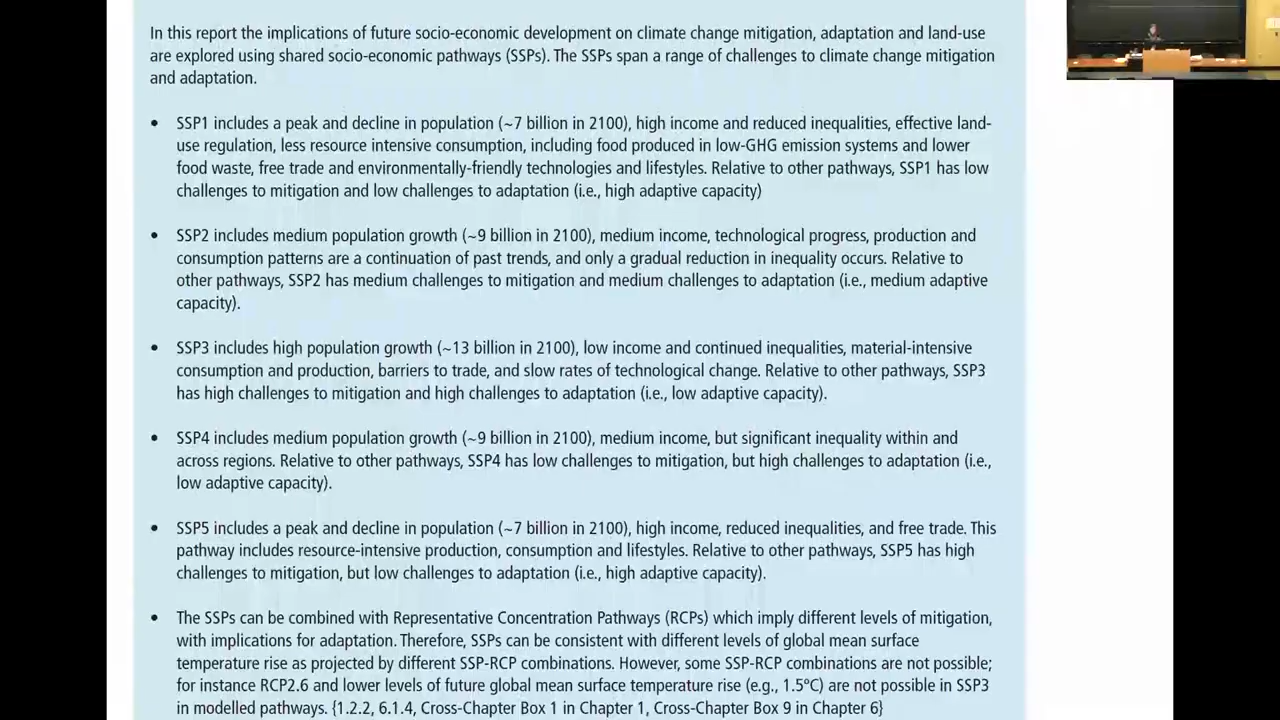 In this report the implications of future socio-economic development on climate change mitigation, adaptation and land-use
are explored using shared socio-economic pathways (SSPs). The SSPs span a range of challenges to climate change mitigation
and adaptation.
• SSP1 includes a peak and decline in population (~7 billion in 2100), high income and reduced inequalities, effective land-
use regulation, less resource intensive consumption, including food produced in low-GHG emission systems and lower
food waste, free trade and environmentally-friendly technologies and lifestyles. Relative to other pathways, SSP1 has low
challenges to mitigation and low challenges to adaptation (i.e., high adaptive capacity)
• SSP2 includes medium population growth (~9 billion in 2100), medium income, technological progress, production and
consumption patterns are a continuation of past trends, and only a gradual reduction in inequality occurs. Relative to
other pathways, SSP2 has medium challenges to mitigation and medium challenges to adaptation (i.e., medium adaptive
capacity).
• SSP3 includes high population growth (~13 billion in 2100), low income and continued inequalities, material-intensive
consumption and production, barriers to trade, and slow rates of technological change. Relative to other pathways, SSP3
has high challenges to mitigation and high challenges to adaptation (i.e., low adaptive capacity).
• SSP4 includes medium population growth (~9 billion in 2100), medium income, but significant inequality within and
across regions. Relative to other pathways, SSP4 has low challenges to mitigation, but high challenges to adaptation (i.e.,
low adaptive capacity).
• SSP5 includes a peak and decline in population (~7 billion in 2100), high income, reduced inequalities, and free trade. This
pathway includes resource-intensive production, consumption and lifestyles. Relative to other pathways, SSP5 has high
challenges to mitigation, but low challenges to adaptation (i.e., high adaptive capacity).
• The SSPs can be combined with Representative Concentration Pathways (RCPs) which imply different levels of mitigation,
with implications for adaptation. Therefore, SSPs can be consistent with different levels of global mean surface
temperature rise as projected by different SSP-RCP combinations. However, some SSP-RCP combinations are not possible;
for instance RCP2.6 and lower levels of future global mean surface temperature rise (e.g., 1.5ºC) are not possible in SSP3
in modelled pathways. {1.2.2, 6.1.4, Cross-Chapter Box 1 in Chapter 1, Cross-Chapter Box 9 in Chapter 6}